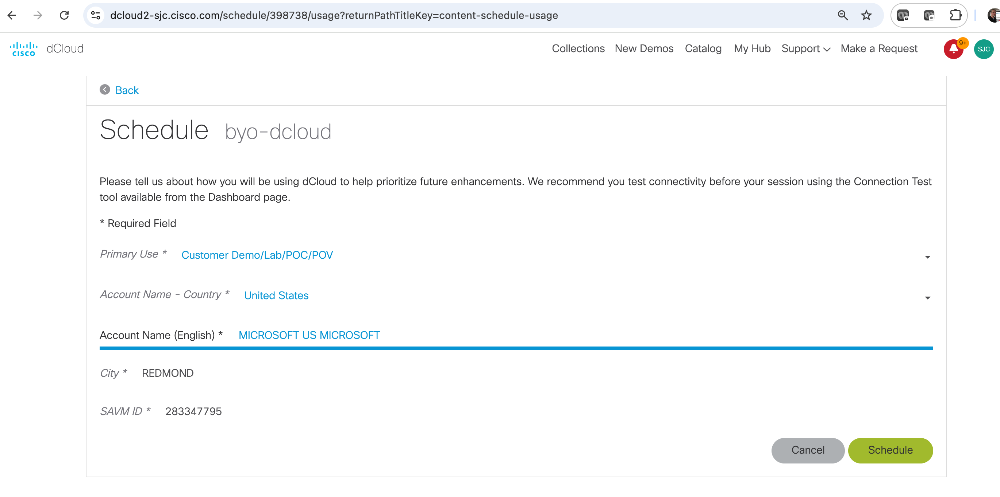 dcloud2-sjc.cisco.com/schedule/398738/usage?returnPathTitleKey=content-schedule-usage
cisco dCloud Collections New Demos Catalog My Hub Support Make a Request 9+ SJC
Back
Schedule byo-dcloud
Please tell us about how you will be using dCloud to help prioritize future enhancements. We recommend you test connectivity before your session using the Connection Test
tool available from the Dashboard page.
* Required Field
Primary Use * Customer Demo/Lab/POC/POV
Account Name - Country * United States
Account Name (English) * MICROSOFT US MICROSOFT
City * REDMOND
SAVM ID * 283347795
Cancel Schedule